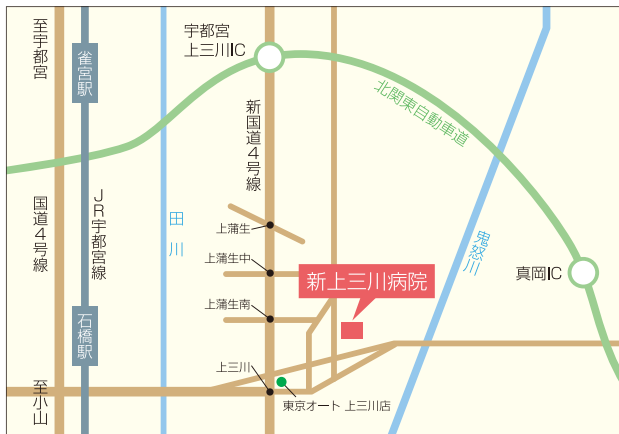 至宇都宮
雀宮駅
宇都宮
上三川IC
北関東自動車道
新国道4号線
国道4号線
JR宇都宮線
田川
上蒲生
上蒲生中
上蒲生南
新上三川病院
鬼怒川
真岡IC
石橋駅
上三川
東京オート 上三川店
至小山